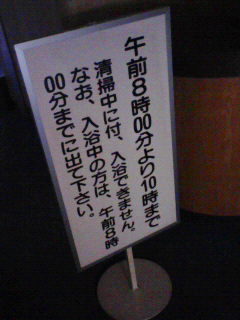 午前8時00分より10時まで
清掃中に付、入浴できません。
なお、入浴中の方は、午前8時
00分までに出て下さい。